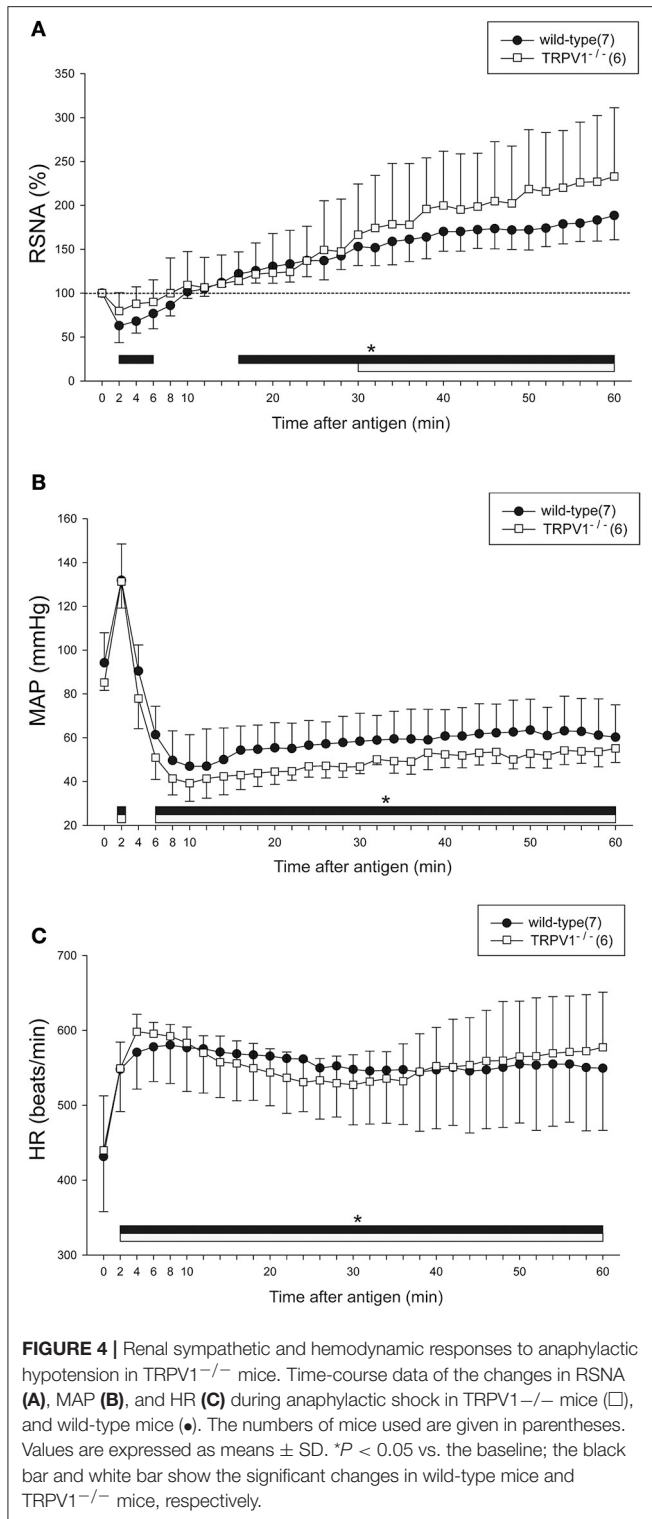 A
wild-type(7)
TRPV1-/-(6)
350
300
250
200
150
100
50
0
RSNA (%)
*
0 2 4 6 8 10 20 30 40 50 60
Time after antigen (min)
B
wild-type(7)
TRPV1-/-(6)
160
140
120
100
80
60
40
20
MAP (mmHg)
*
0 2 4 6 8 10 20 30 40 50 60
Time after antigen (min)
C
wild-type(7)
TRPV1-/-(6)
700
600
500
400
300
HR (beats/min)
*
0 2 4 6 8 10 20 30 40 50 60
Time after antigen (min)
FIGURE 4 | Renal sympathetic and hemodynamic responses to anaphylactic
hypotension in TRPV1−/− mice. Time-course data of the changes in RSNA
(A), MAP (B), and HR (C) during anaphylactic shock in TRPV1−/− mice (□),
and wild-type mice (●). The numbers of mice used are given in parentheses.
Values are expressed as means ± SD. *P < 0.05 vs. the baseline; the black
bar and white bar show the significant changes in wild-type mice and
TRPV1−/− mice, respectively.